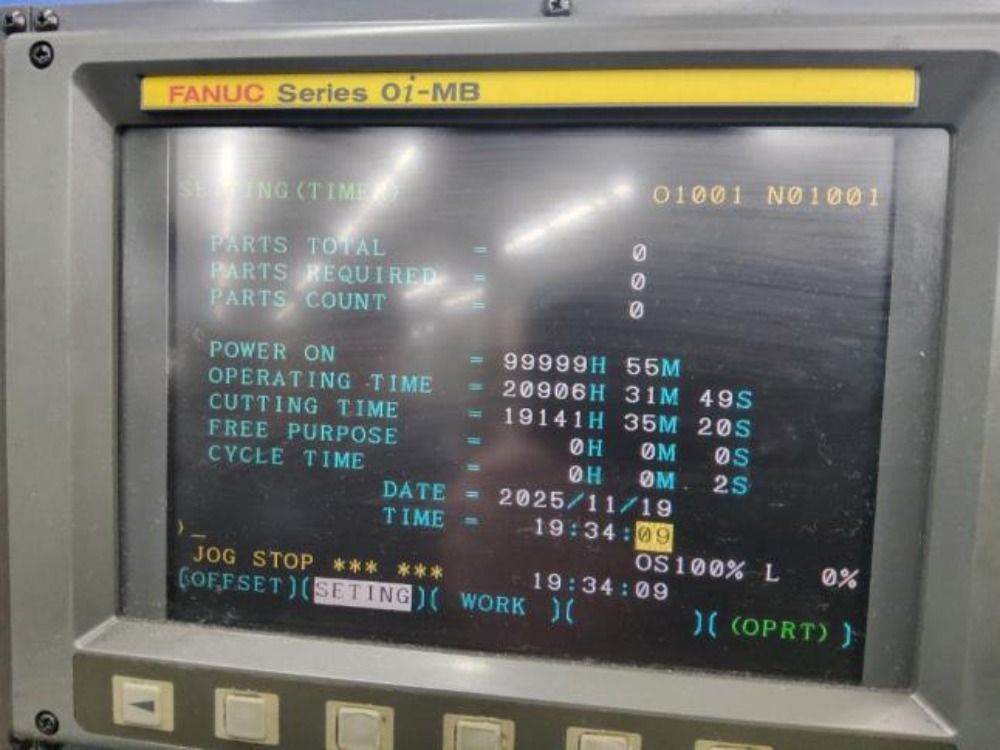 FANUC Series 0i-MB
SETTING(TIMER) O1001 N01001
PARTS TOTAL = 0
PARTS REQUIRED = 0
PARTS COUNT = 0
POWER ON = 99999H 55M
OPERATING TIME = 20906H 31M 49S
CUTTING TIME = 19141H 35M 20S
FREE PURPOSE = 0H 0M 0S
CYCLE TIME = 0H 0M 2S
DATE = 2025/11/19
TIME = 19:34:09
)_
OS100% L 0%
JOG STOP *** *** 19:34:09
(OFFSET)(SETING)( WORK )( )( (OPRT) )